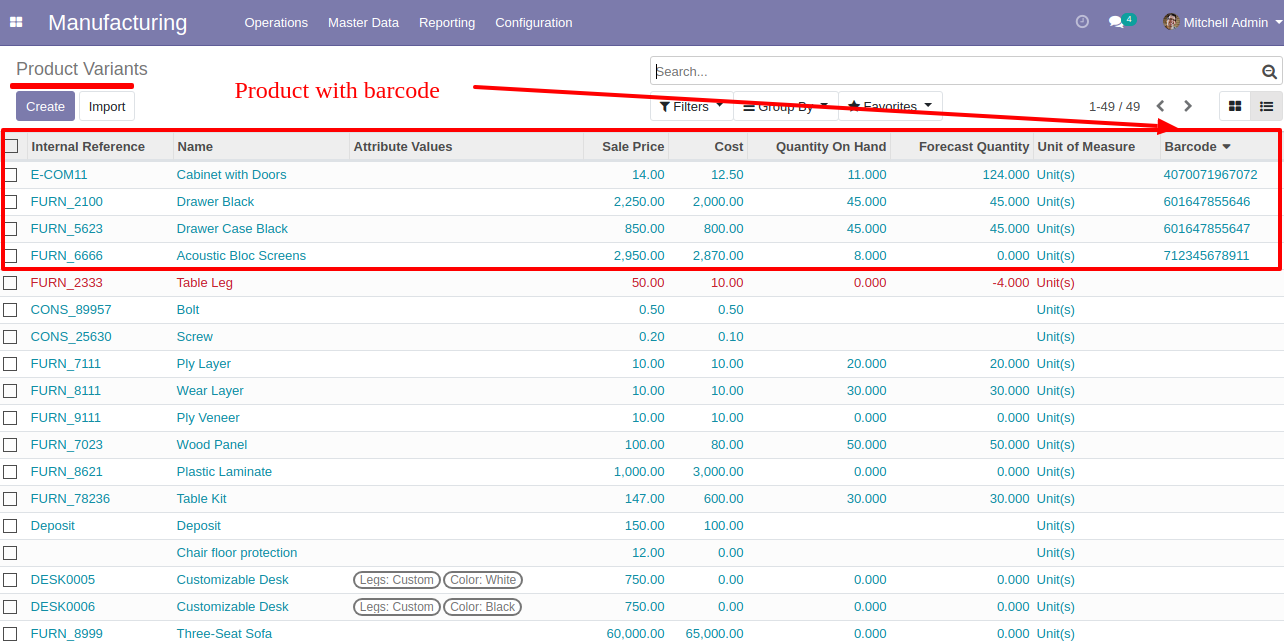 Manufacturing Operations Master Data Reporting Configuration 4 Mitchell Admin
Product Variants
Search...
Product with barcode
Create Import
Filters Group By Favorites 1-49 / 49
Internal Reference Name Attribute Values Sale Price Cost Quantity On Hand Forecast Quantity Unit of Measure Barcode
E-COM11 Cabinet with Doors 14.00 12.50 11.000 124.000 Unit(s) 4070071967072
FURN_2100 Drawer Black 2,250.00 2,000.00 45.000 45.000 Unit(s) 601647855646
FURN_5623 Drawer Case Black 850.00 800.00 45.000 45.000 Unit(s) 601647855647
FURN_6666 Acoustic Bloc Screens 2,950.00 2,870.00 8.000 0.000 Unit(s) 712345678911
FURN_2333 Table Leg 50.00 10.00 0.000 -4.000 Unit(s)
CONS_89957 Bolt 0.50 0.50 Unit(s)
CONS_25630 Screw 0.20 0.10 Unit(s)
FURN_7111 Ply Layer 10.00 10.00 20.000 20.000 Unit(s)
FURN_8111 Wear Layer 10.00 10.00 30.000 30.000 Unit(s)
FURN_9111 Ply Veneer 10.00 10.00 0.000 0.000 Unit(s)
FURN_7023 Wood Panel 100.00 80.00 50.000 50.000 Unit(s)
FURN_8621 Plastic Laminate 1,000.00 3,000.00 0.000 0.000 Unit(s)
FURN_78236 Table Kit 147.00 600.00 30.000 30.000 Unit(s)
Deposit Deposit 150.00 100.00 Unit(s)
Chair floor protection 12.00 0.00 Unit(s)
DESK0005 Customizable Desk Legs: Custom Color: White 750.00 0.00 0.000 0.000 Unit(s)
DESK0006 Customizable Desk Legs: Custom Color: Black 750.00 0.00 0.000 0.000 Unit(s)
FURN_8999 Three-Seat Sofa 60,000.00 65,000.00 0.000 0.000 Unit(s)